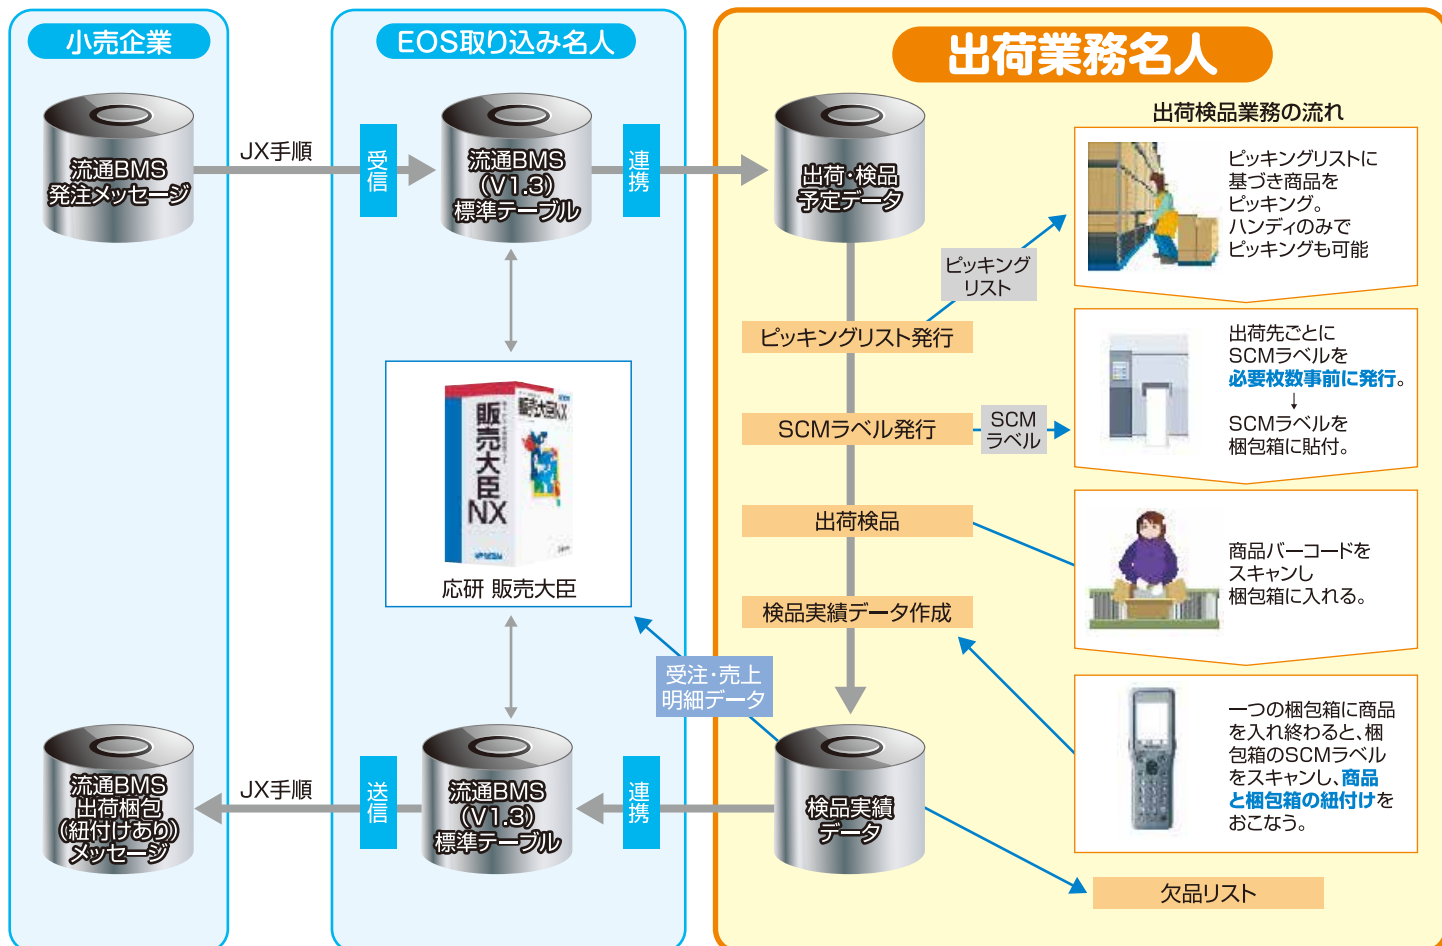 小売企業
流通BMS
発注メッセージ
JX手順
EOS取り込み名人
受信
流通BMS
(V1.3)
標準テーブル
連携
販売大臣NX
販売大臣NX
応研 販売大臣
出荷業務名人
出荷・検品
予定データ
ピッキング
リスト
ピッキングリスト発行
SCMラベル発行
SCM
ラベル
出荷検品
検品実績データ作成
受注・売上
明細データ
検品実績
データ
欠品リスト
出荷検品業務の流れ
ピッキングリストに
基づき商品を
ピッキング。
ハンディのみで
ピッキングも可能
出荷先ごとに
SCMラベルを
必要枚数事前に発行。
↓
SCMラベルを
梱包箱に貼付。
商品バーコードを
スキャンし
梱包箱に入れる。
一つの梱包箱に商品
を入れ終わると、梱
包箱のSCMラベル
をスキャンし、商品
と梱包箱の紐付けを
おこなう。
連携
流通BMS
(V1.3)
標準テーブル
送信
JX手順
流通BMS
出荷梱包
(紐付けあり)
メッセージ